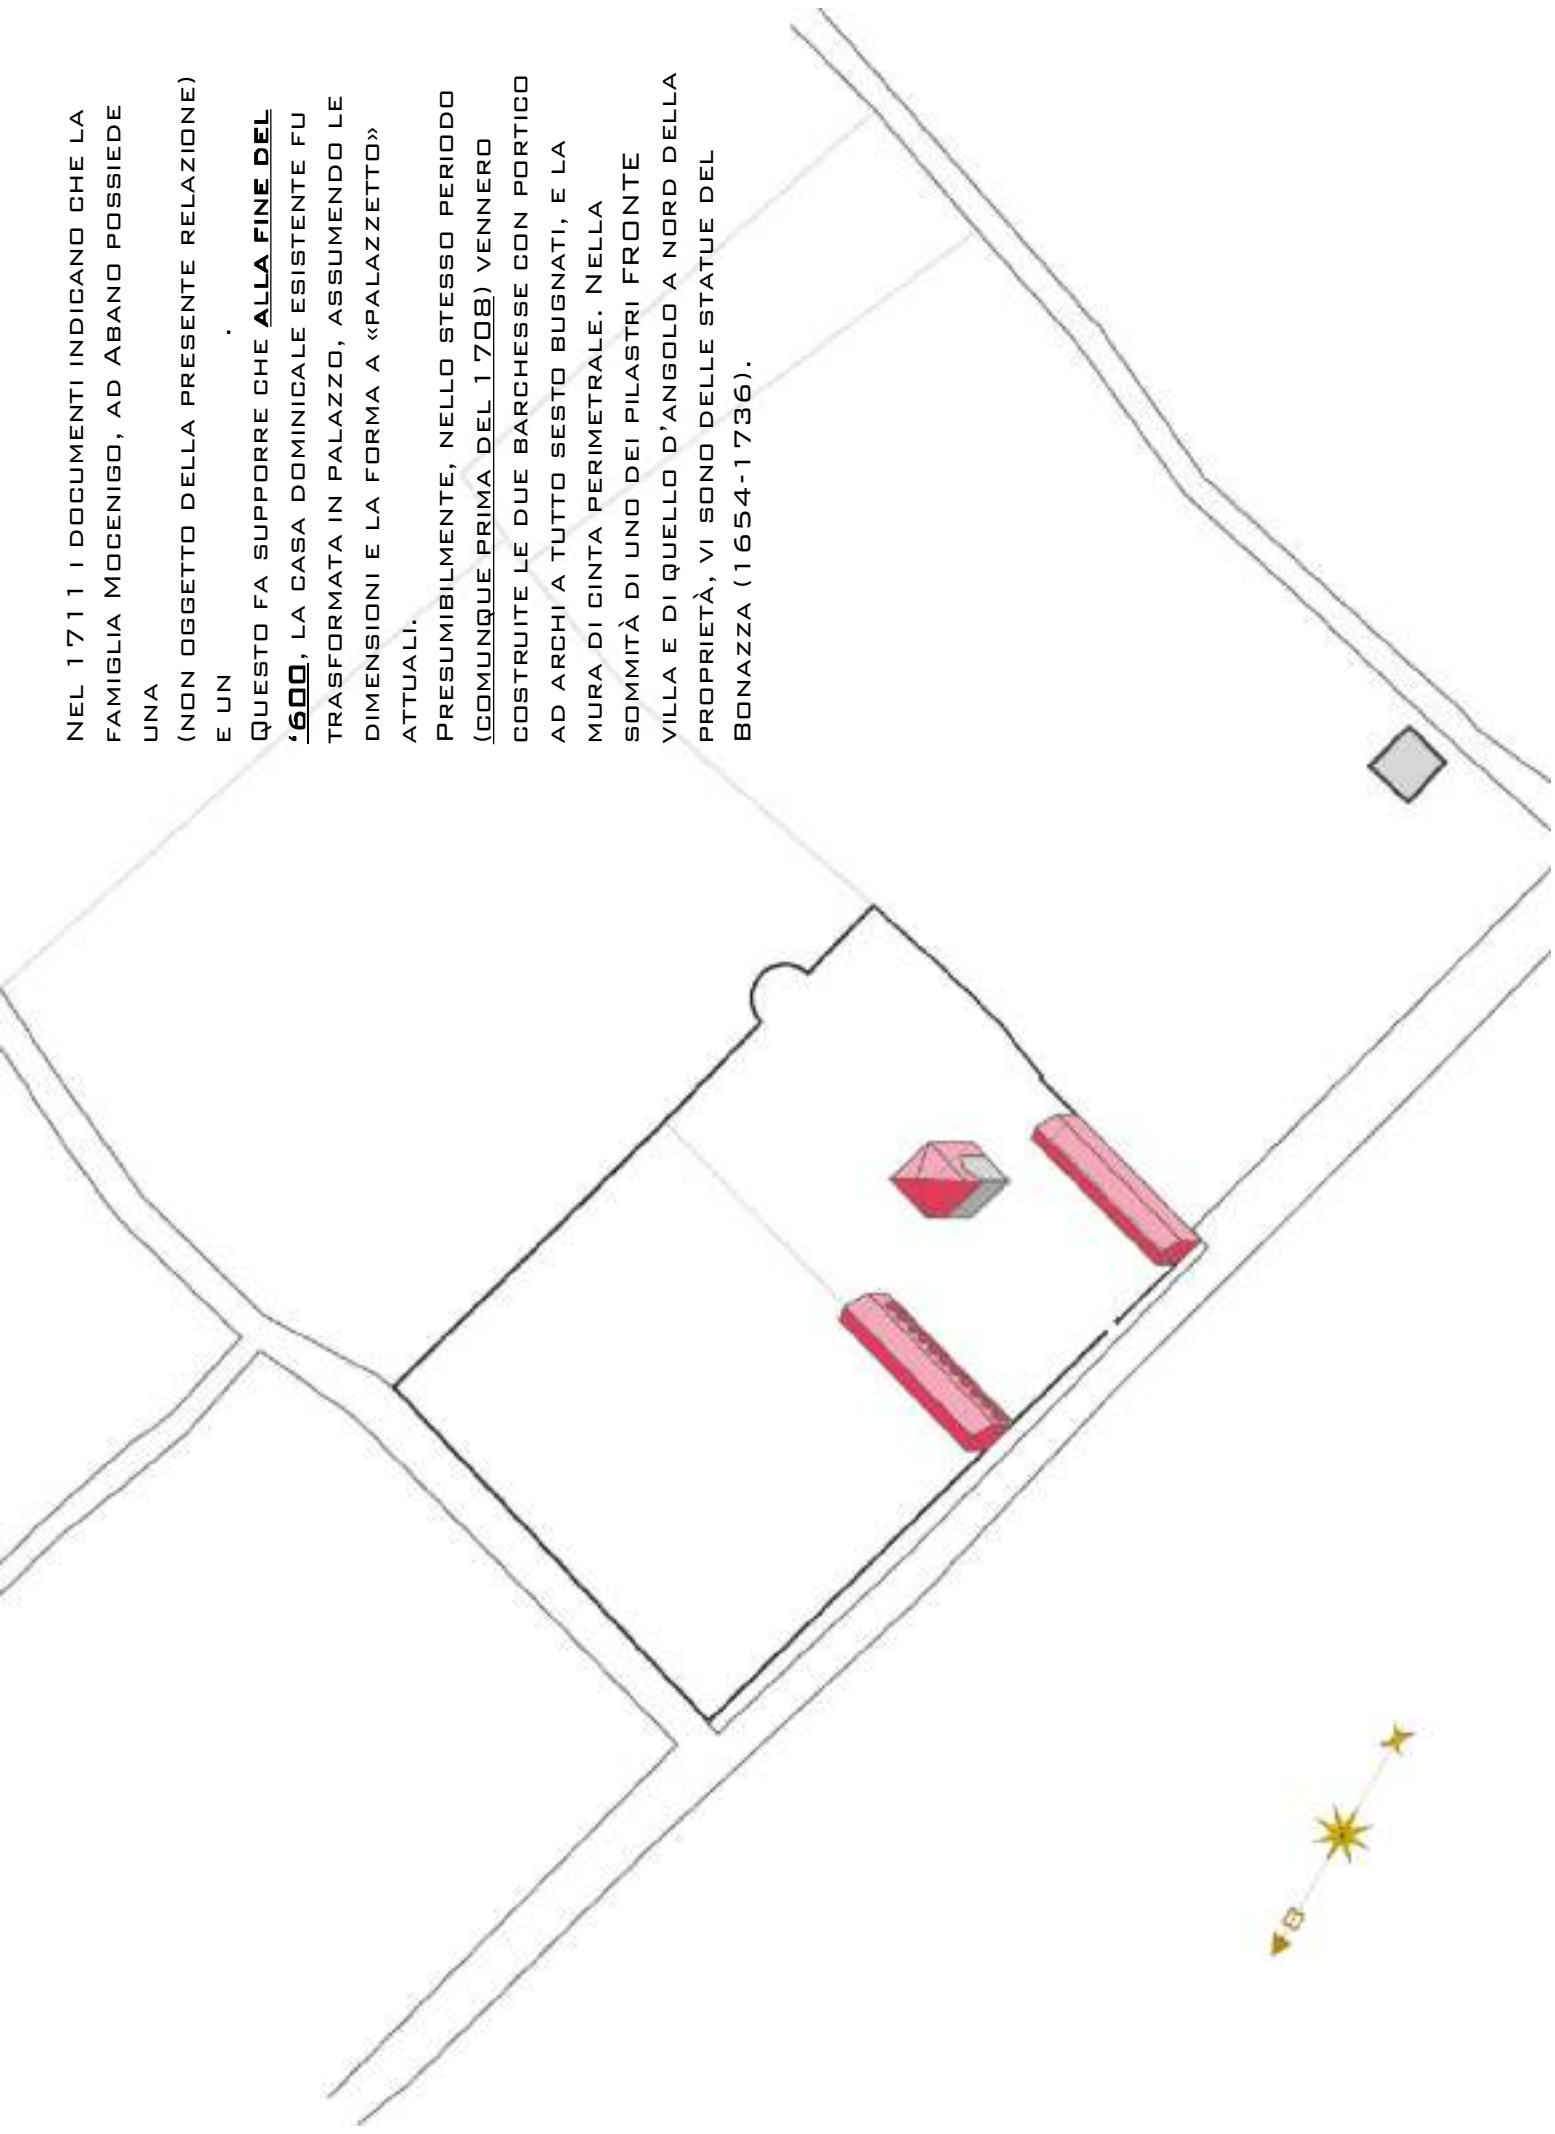 Nel 1711 i documenti indicano che la
famiglia Mocenigo, ad Abano possiede
una
(non oggetto della presente relazione)
e un .
Questo fa supporre che alla fine del
‘600, la casa dominicale esistente fu
trasformata in palazzo, assumendo le
dimensioni e la forma a «palazzetto»
attuali.
Presumibilmente, nello stesso periodo
(comunque prima del 1708) vennero
costruite le due barchesse con portico
ad archi a tutto sesto bugnati, e la
mura di cinta perimetrale. Nella
sommità di uno dei pilastri fronte
villa e di quello d’angolo a nord della
proprietà, vi sono delle statue del
Bonazza (1654-1736).